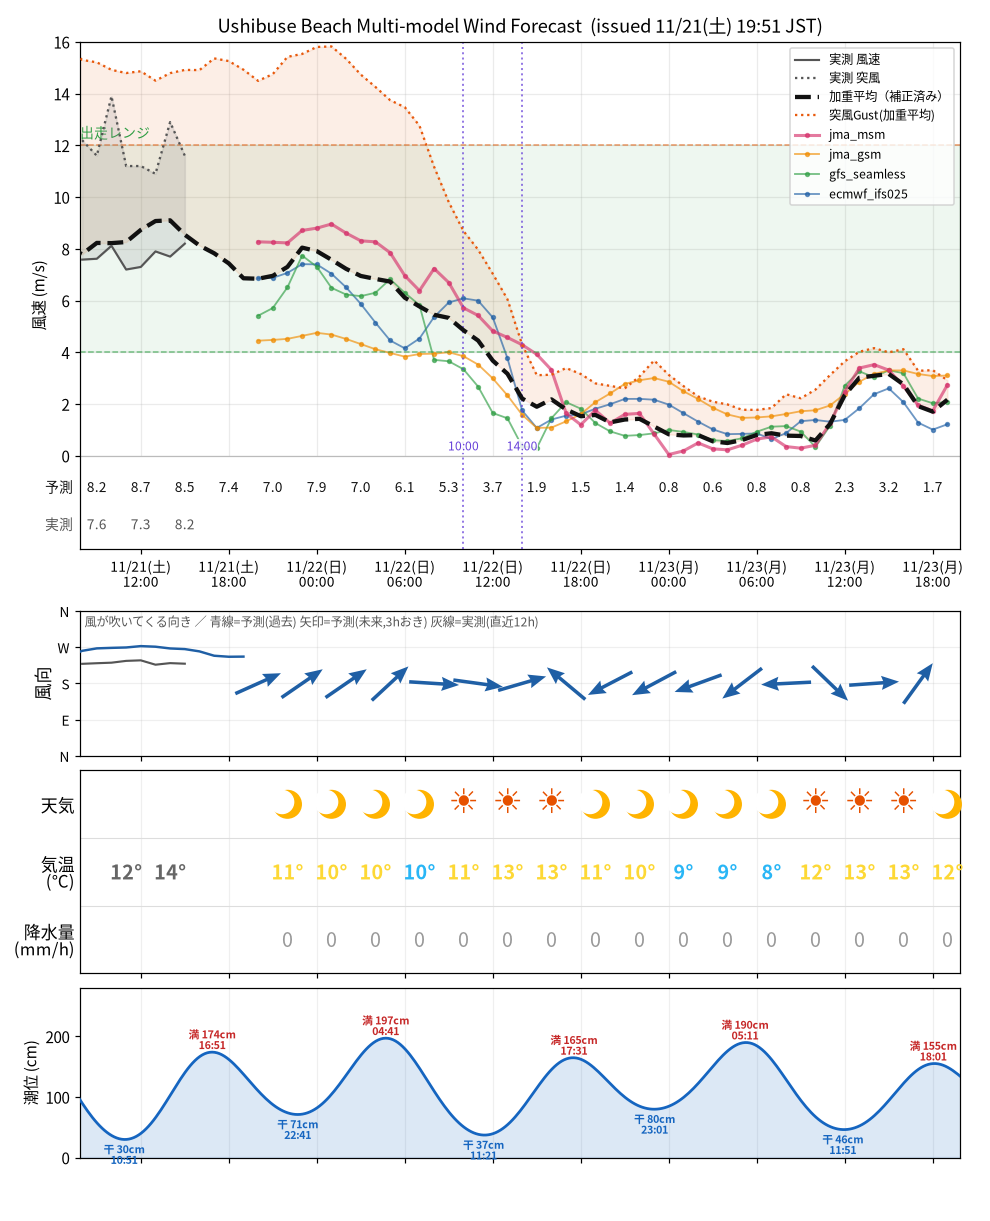 Ushibuse Beach Multi-model Wind Forecast (issued 11/21(土) 19:51 JST)
16
14
12
10
8
6
4
2
0
風速 (m/s)
出走レンジ
実測 風速
実測 突風
加重平均（補正済み）
突風Gust(加重平均)
jma_msm
jma_gsm
gfs_seamless
ecmwf_ifs025
10:00 14:00
予測 8.2 8.7 8.5 7.4 7.0 7.9 7.0 6.1 5.3 3.7 1.9 1.5 1.4 0.8 0.6 0.8 0.8 2.3 3.2 1.7
実測 7.6 7.3 8.2
11/21(土) 11/21(土) 11/22(日) 11/22(日) 11/22(日) 11/22(日) 11/23(月) 11/23(月) 11/23(月) 11/23(月)
12:00 18:00 00:00 06:00 12:00 18:00 00:00 06:00 12:00 18:00
風が吹いてくる向き ／ 青線=予測(過去) 矢印=予測(未来,3hおき) 灰線=実測(直近12h)
風向
N
W
S
E
N
天気
気温
(℃)
12° 14° 11° 10° 10° 10° 11° 13° 13° 11° 10° 9° 9° 8° 12° 13° 13° 12°
降水量
(mm/h)
0 0 0 0 0 0 0 0 0 0 0 0 0 0 0 0
潮位 (cm)
200
100
0
満 174cm
16:51
満 197cm
04:41
満 165cm
17:31
満 190cm
05:11
満 155cm
18:01
干 30cm
10:51
干 71cm
22:41
干 37cm
11:21
干 80cm
23:01
干 46cm
11:51